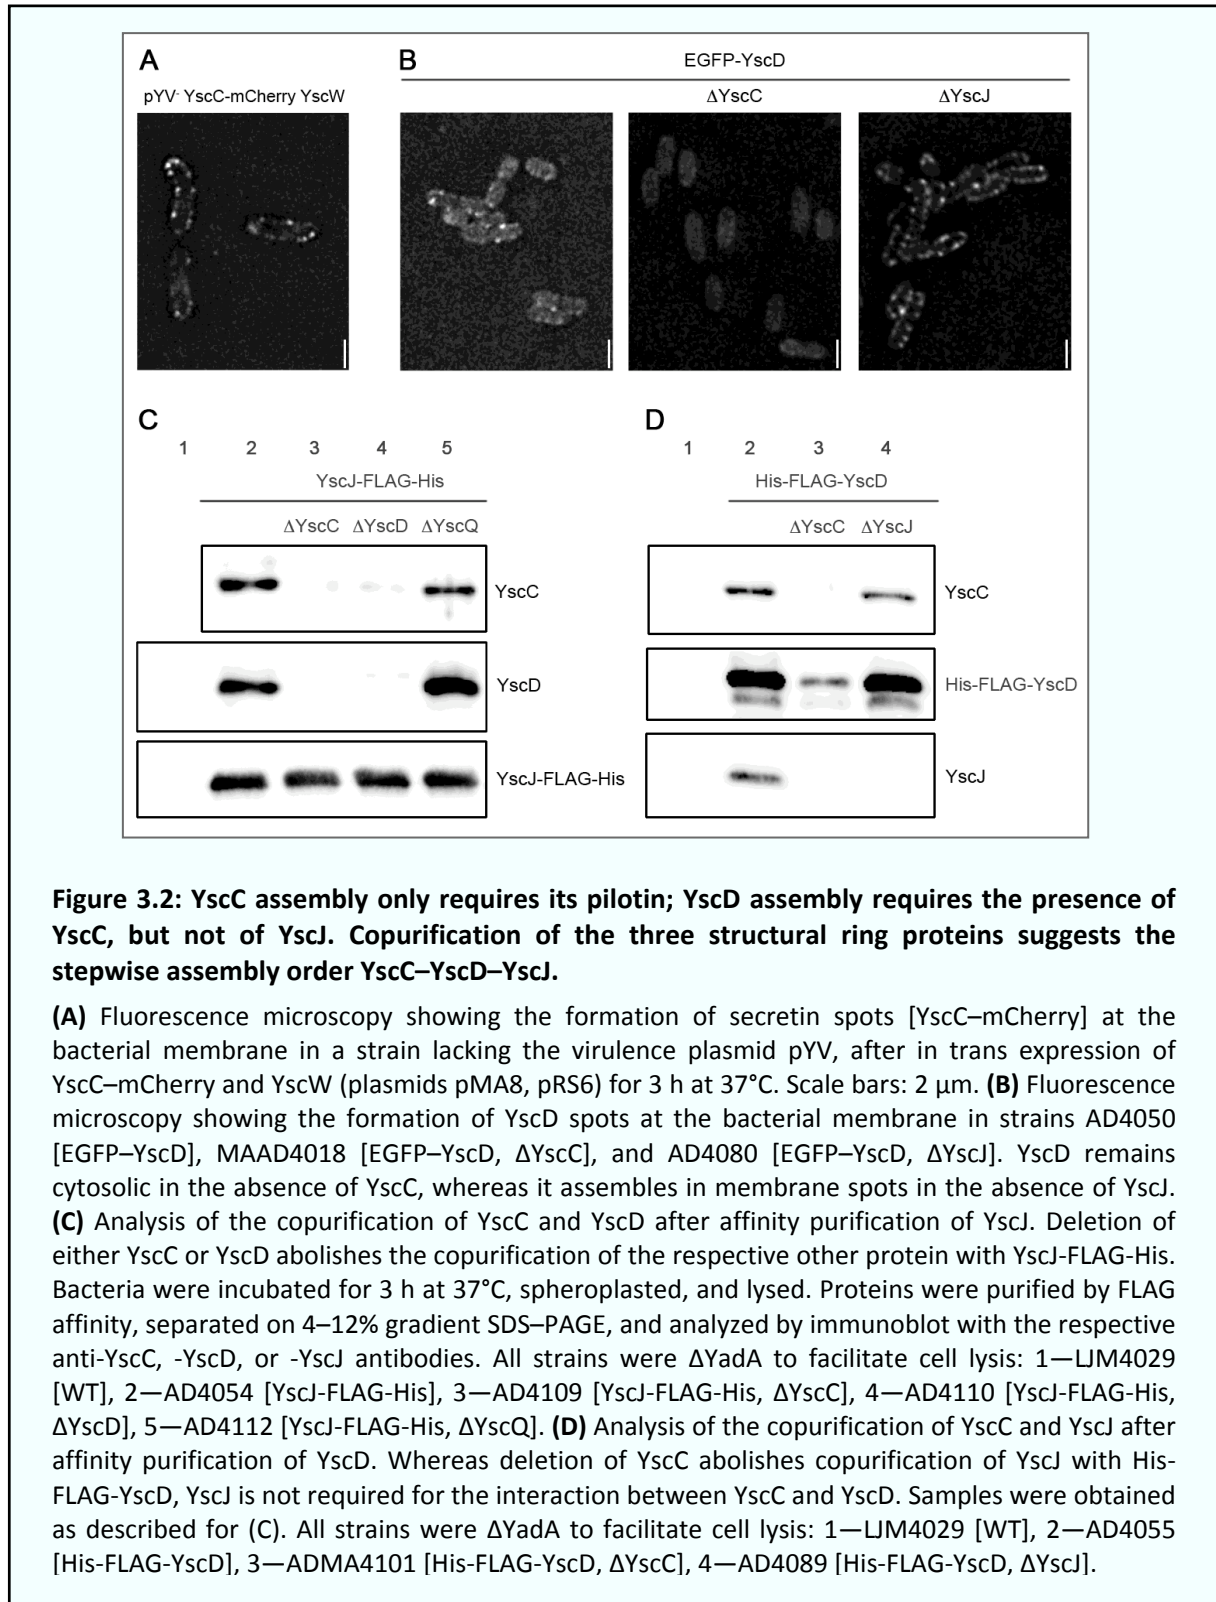 A
B
EGFP-YscD
pYV- YscC-mCherry YscW
ΔYscC
ΔYscJ
C
D
1 2 3 4 5
1 2 3 4
YscJ-FLAG-His
His-FLAG-YscD
ΔYscC ΔYscD ΔYscQ
ΔYscC ΔYscJ
YscC
YscC
YscD
His-FLAG-YscD
YscJ-FLAG-His
YscJ
Figure 3.2: YscC assembly only requires its pilotin; YscD assembly requires the presence of
YscC, but not of YscJ. Copurification of the three structural ring proteins suggests the
stepwise assembly order YscC–YscD–YscJ.
(A) Fluorescence microscopy showing the formation of secretin spots [YscC–mCherry] at the
bacterial membrane in a strain lacking the virulence plasmid pYV, after in trans expression of
YscC–mCherry and YscW (plasmids pMA8, pRS6) for 3 h at 37°C. Scale bars: 2 μm. (B) Fluorescence
microscopy showing the formation of YscD spots at the bacterial membrane in strains AD4050
[EGFP–YscD], MAAD4018 [EGFP–YscD, ΔYscC], and AD4080 [EGFP–YscD, ΔYscJ]. YscD remains
cytosolic in the absence of YscC, whereas it assembles in membrane spots in the absence of YscJ.
(C) Analysis of the copurification of YscC and YscD after affinity purification of YscJ. Deletion of
either YscC or YscD abolishes the copurification of the respective other protein with YscJ-FLAG-His.
Bacteria were incubated for 3 h at 37°C, spheroplasted, and lysed. Proteins were purified by FLAG
affinity, separated on 4–12% gradient SDS–PAGE, and analyzed by immunoblot with the respective
anti-YscC, -YscD, or -YscJ antibodies. All strains were ΔYadA to facilitate cell lysis: 1—LJM4029
[WT], 2—AD4054 [YscJ-FLAG-His], 3—AD4109 [YscJ-FLAG-His, ΔYscC], 4—AD4110 [YscJ-FLAG-His,
ΔYscD], 5—AD4112 [YscJ-FLAG-His, ΔYscQ]. (D) Analysis of the copurification of YscC and YscJ after
affinity purification of YscD. Whereas deletion of YscC abolishes copurification of YscJ with His-
FLAG-YscD, YscJ is not required for the interaction between YscC and YscD. Samples were obtained
as described for (C). All strains were ΔYadA to facilitate cell lysis: 1—LJM4029 [WT], 2—AD4055
[His-FLAG-YscD], 3—ADMA4101 [His-FLAG-YscD, ΔYscC], 4—AD4089 [His-FLAG-YscD, ΔYscJ].